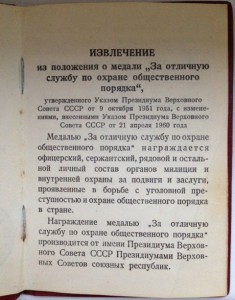 ИЗВЛЕЧЕНИЕ
из положения о медали „За отличную
службу по охране общественного
порядка“,
утвержденного Указом Президиума Верховного
Совета СССР от 9 октября 1951 года, с изме-
нениями, внесенными Указом Президиума Верховного
Совета СССР от 21 апреля 1960 года
Медалью „За отличную службу по охране
общественного порядка“ награждается
офицерский, сержантский, рядовой и осталь-
ной личный состав органов милиции и
внутренней охраны за подвиги и заслуги,
проявленные в борьбе с уголовной пре-
ступностью и охране общественного порядка
в стране.
Награждение медалью „За отличную
службу по охране общественного порядка“
производится от имени Президиума Верхов-
ного Совета СССР Президиумами Верхов-
ных Советов союзных республик.